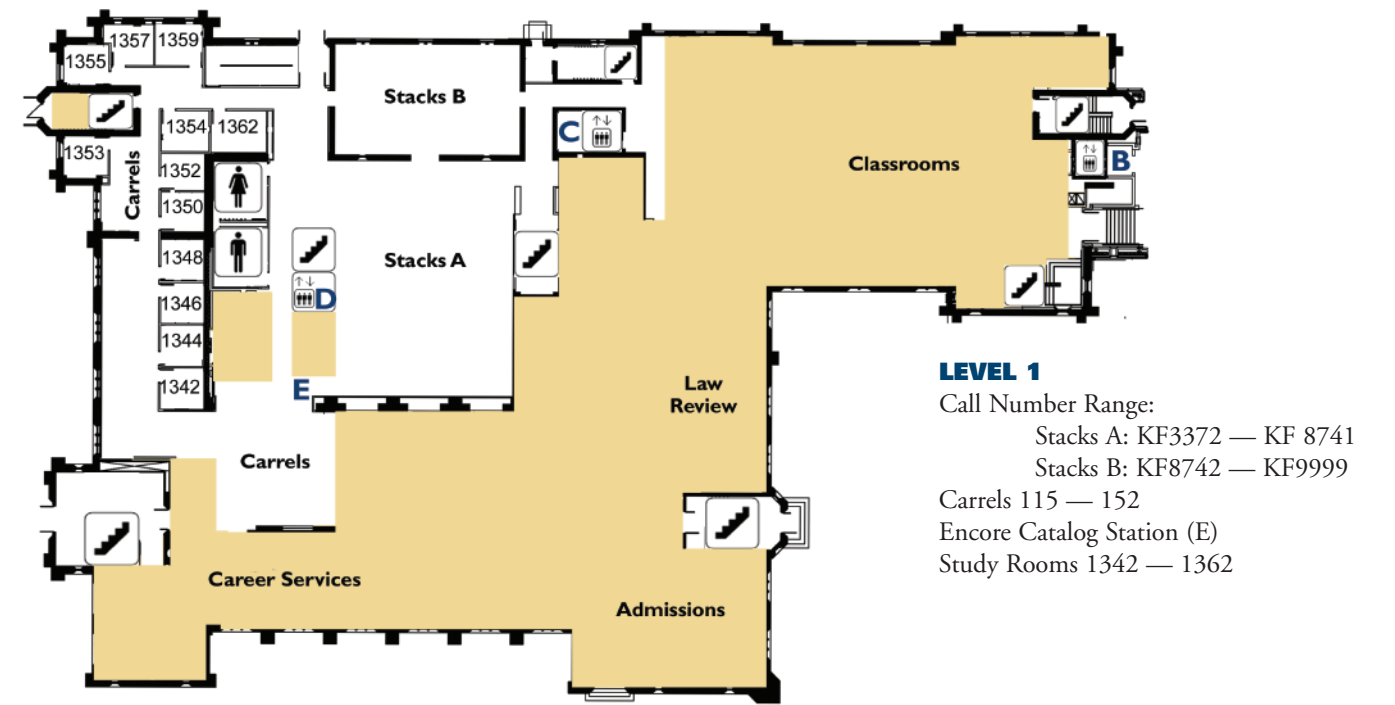 1357 1359
1355
1354 1362
1353
1352
1350
1348
1346
1344
1342
Carrels
Stacks B
C
Classrooms
B
Stacks A
D
E
Law
Review
Carrels
Career Services
Admissions
LEVEL 1
Call Number Range:
Stacks A: KF3372 — KF 8741
Stacks B: KF8742 — KF9999
Carrels 115 — 152
Encore Catalog Station (E)
Study Rooms 1342 — 1362